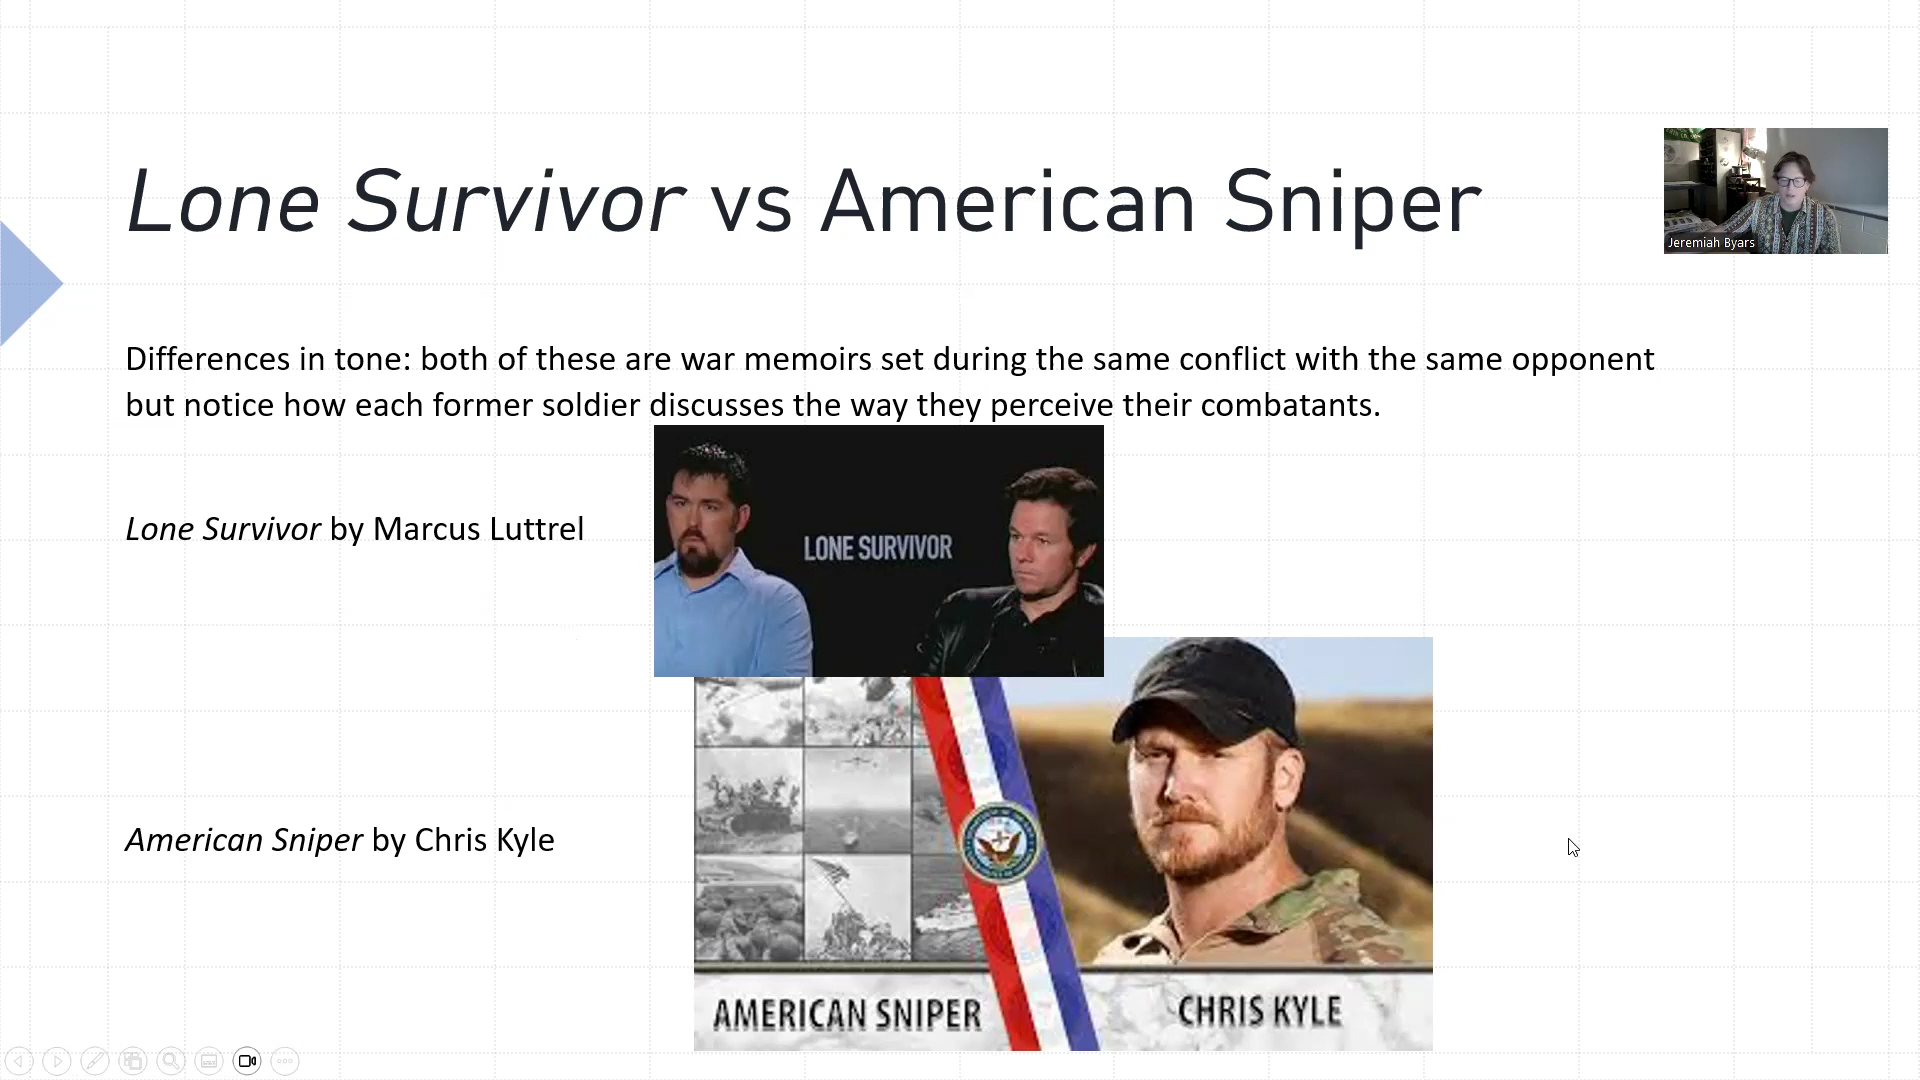 Lone Survivor vs American Sniper
Jeremiah Byars
Differences in tone: both of these are war memoirs set during the same conflict with the same opponent
but notice how each former soldier discusses the way they perceive their combatants.
LONE SURVIVOR
Lone Survivor by Marcus Luttrel
American Sniper by Chris Kyle
AMERICAN SNIPER
CHRIS KYLE